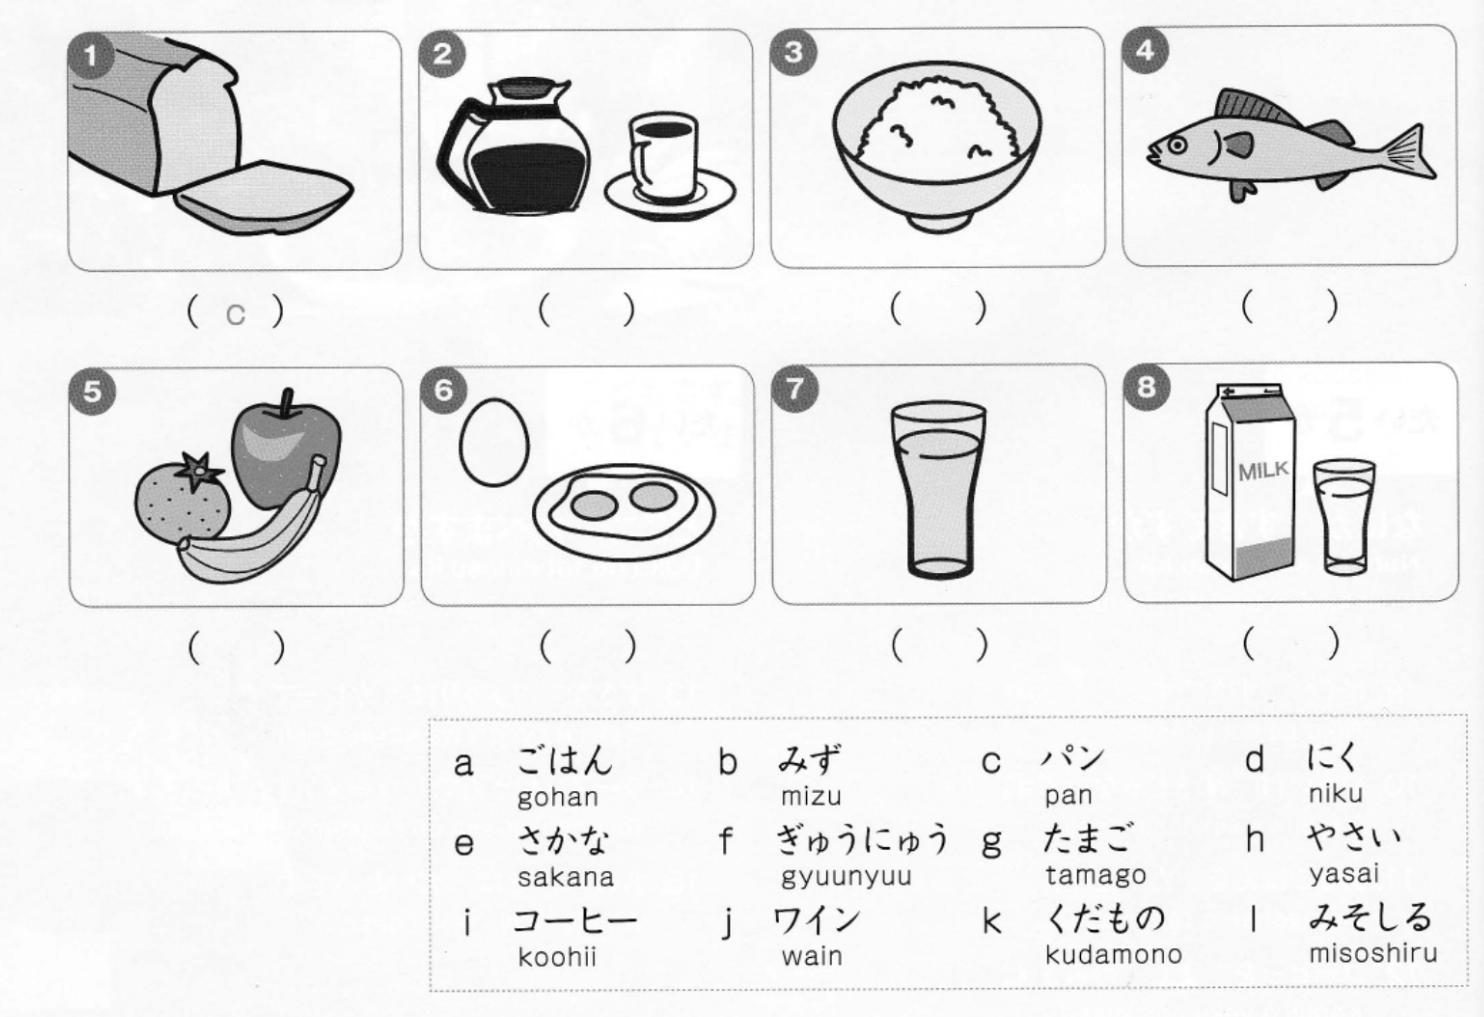 1 2 3 4
( c ) ( ) ( ) ( )
5 6 7 8
MILK
( ) ( ) ( ) ( )
a ごはん b みず c パン d にく
gohan mizu pan niku
e さかな f ぎゅうにゅう g たまご h やさい
sakana gyuunyuu tamago yasai
i コーヒー j ワイン k くだもの l みそしる
koohii wain kudamono misoshiru